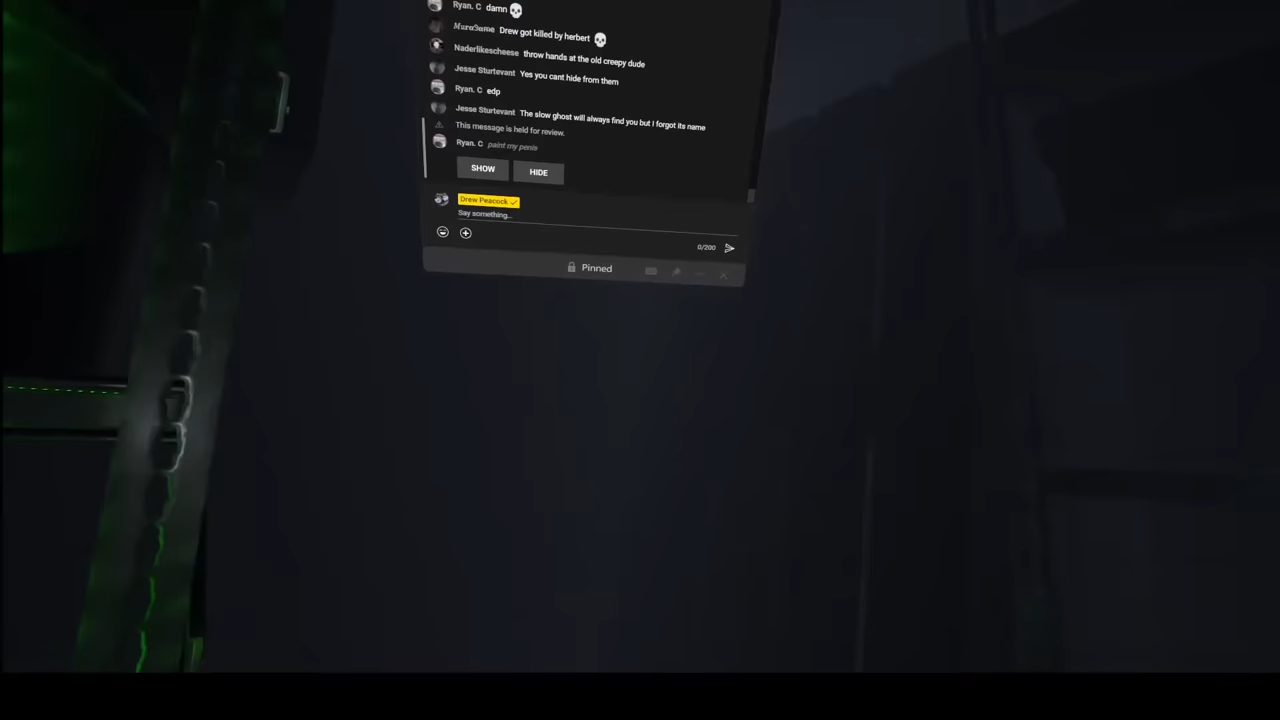 Ryan. C damn 💀
MuraSame Drew got killed by herbert 💀
Naderlikescheese throw hands at the old creepy dude
Jesse Sturtevant Yes you cant hide from them
Ryan. C edp
Jesse Sturtevant The slow ghost will always find you but I forgot its name
This message is held for review.
Ryan. C paint my penis
SHOW HIDE
Drew Peacock ✓
Say something...
0/200
Pinned